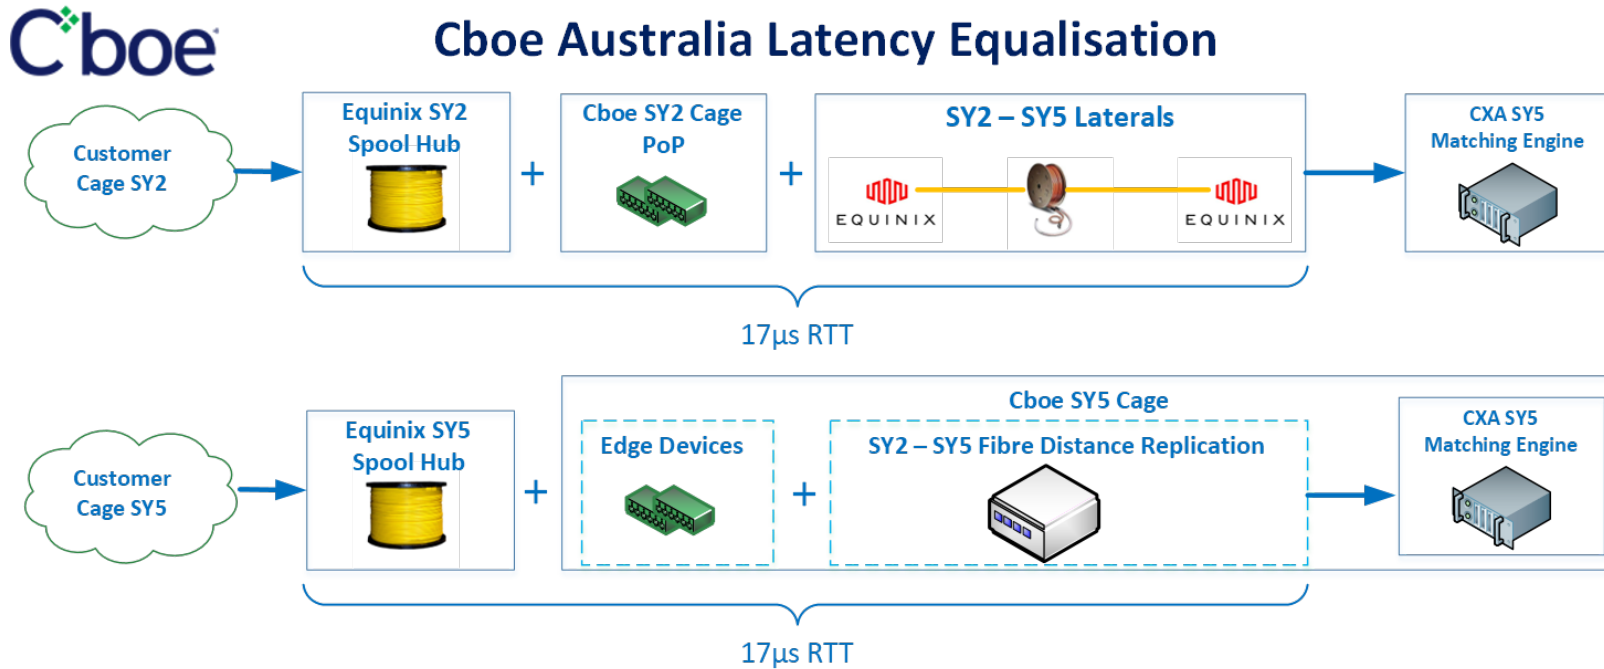 Cboe
Cboe Australia Latency Equalisation
Customer
Cage SY2
Equinix SY2
Spool Hub
+
Cboe SY2 Cage
PoP
+
SY2 – SY5 Laterals
EQUINIX
EQUINIX
CXA SY5
Matching Engine
17µs RTT
Customer
Cage SY5
Equinix SY5
Spool Hub
+
Cboe SY5 Cage
Edge Devices
+
SY2 – SY5 Fibre Distance Replication
CXA SY5
Matching Engine
17µs RTT